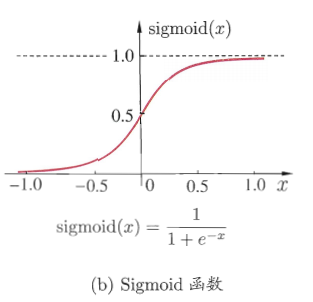 sigmoid(x)
1.0
0.5
-1.0 -0.5 0 0.5 1.0 x
sigmoid(x) = 1 / (1 + e^{-x})
(b) Sigmoid 函数